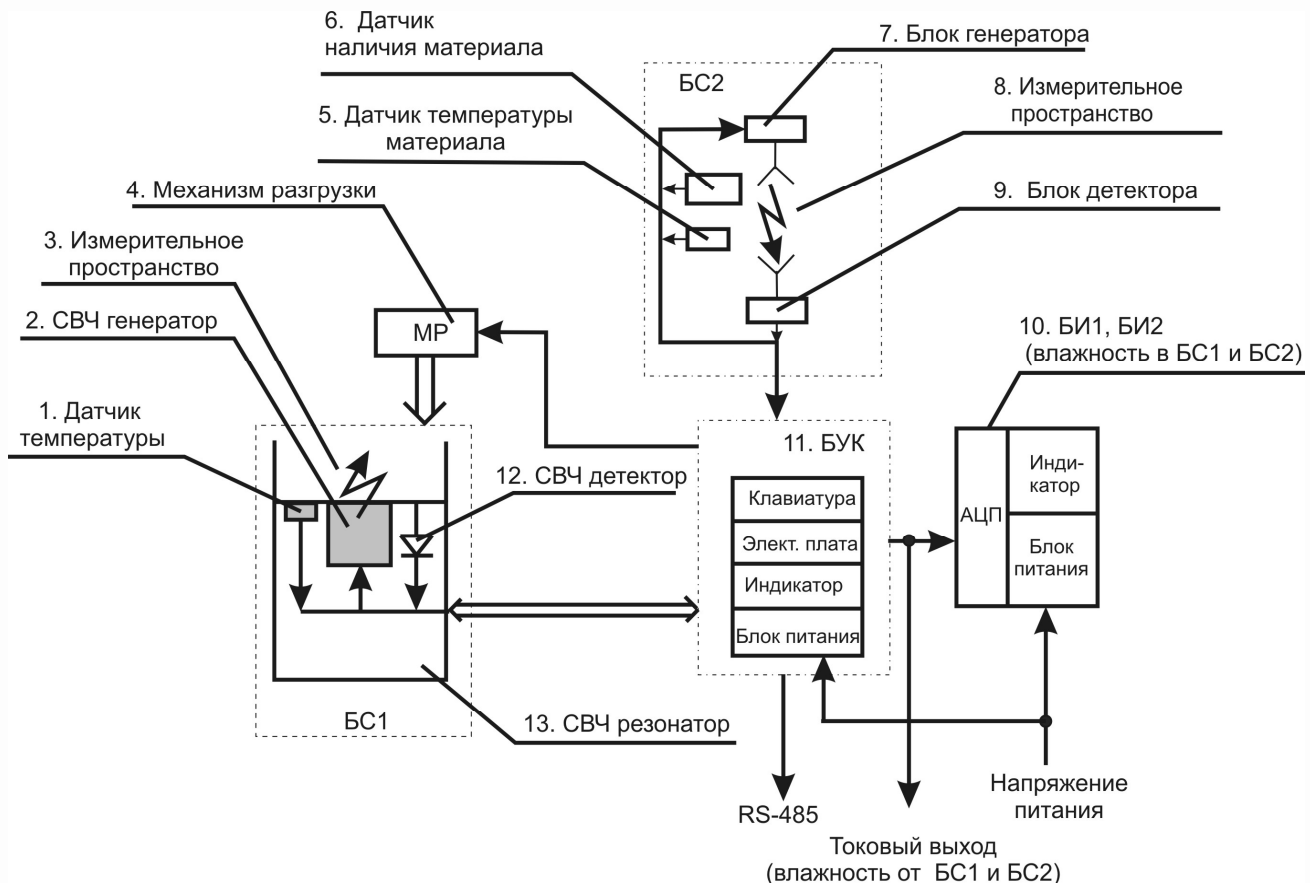 6. Датчик
наличия материала
7. Блок генератора
БС2
8. Измерительное
пространство
5. Датчик температуры
материала
4. Механизм разгрузки
9. Блок детектора
3. Измерительное
пространство
2. СВЧ генератор
МР
10. БИ1, БИ2
(влажность в БС1 и БС2)
1. Датчик
температуры
11. БУК
12. СВЧ детектор
Клавиатура
Элект. плата
Индикатор
Блок питания
АЦП
Инди-
катор
Блок
питания
БС1
13. СВЧ резонатор
Напряжение
питания
RS-485
Токовый выход
(влажность от БС1 и БС2)